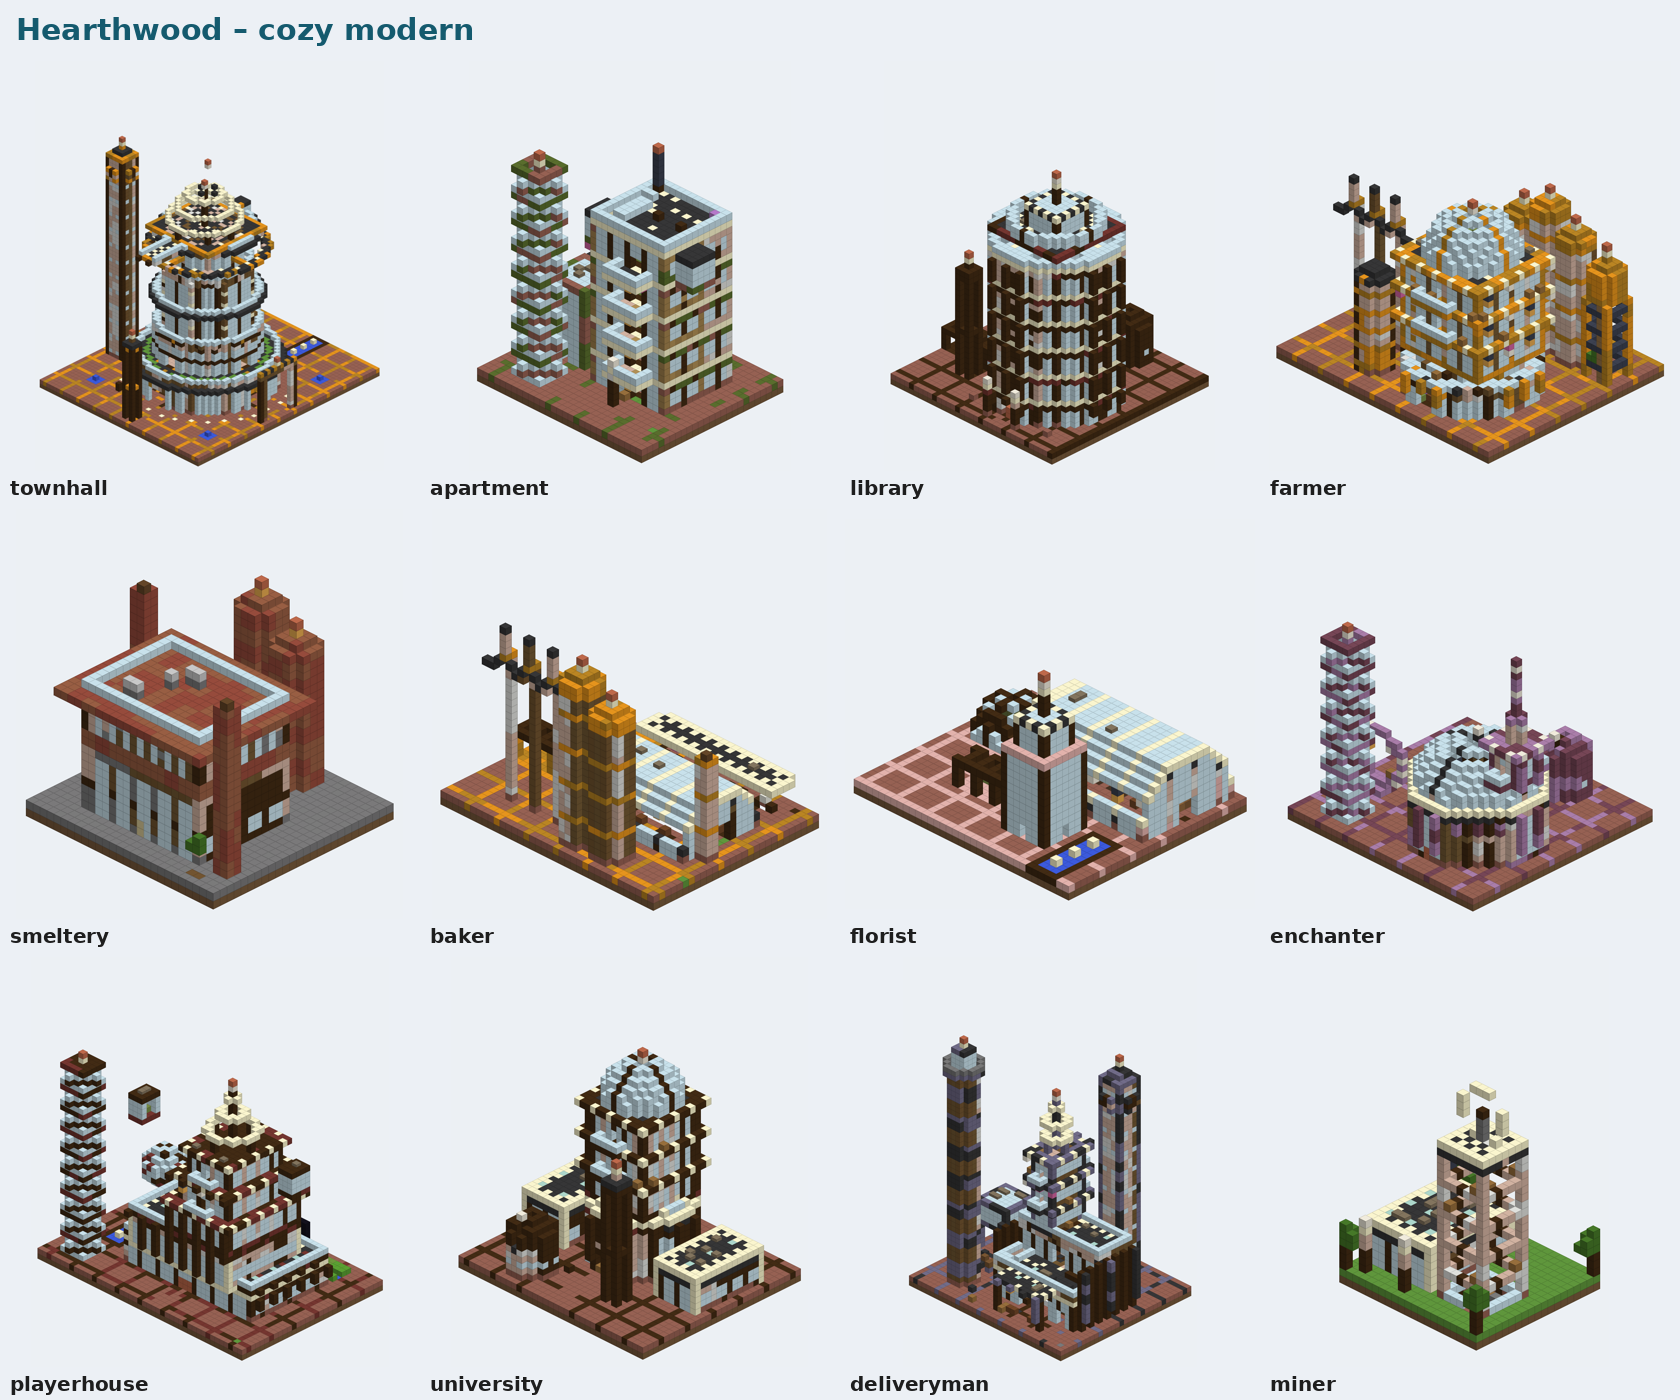 Hearthwood – cozy modern
townhall
apartment
library
farmer
smeltery
baker
florist
enchanter
playerhouse
university
deliveryman
miner